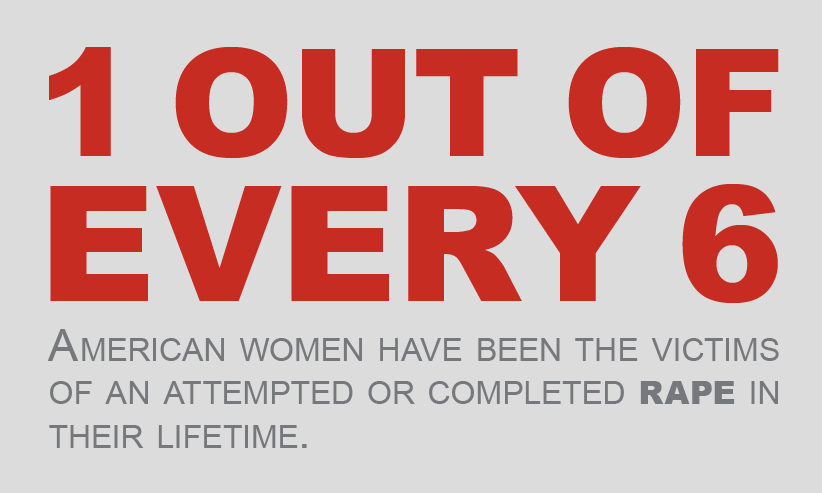 1 OUT OF
EVERY 6
AMERICAN WOMEN HAVE BEEN THE VICTIMS
OF AN ATTEMPTED OR COMPLETED RAPE IN
THEIR LIFETIME.